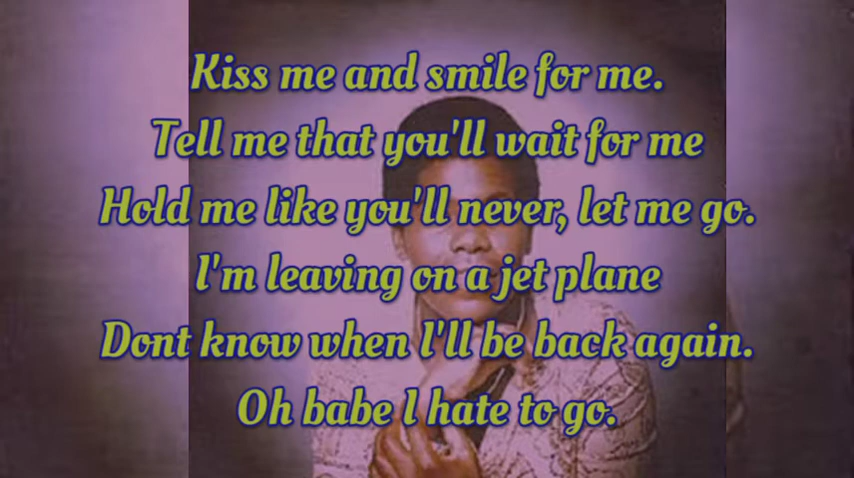 Kiss me and smile for me.
Tell me that you'll wait for me
Hold me like you'll never, let me go.
I'm leaving on a jet plane
Dont know when I'll be back again.
Oh babe I hate to go.